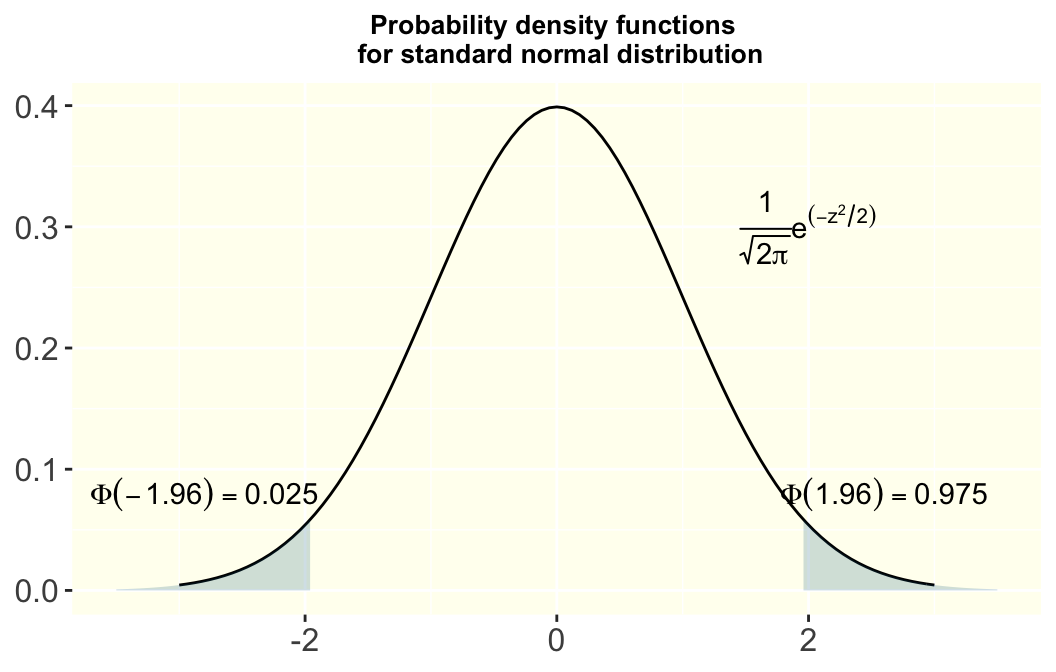 Probability density functions
for standard normal distribution
0.4
0.3
0.2
0.1
0.0
1
√2π
e^(−z²/2)
Φ(−1.96) = 0.025
Φ(1.96) = 0.975
-2 0 2